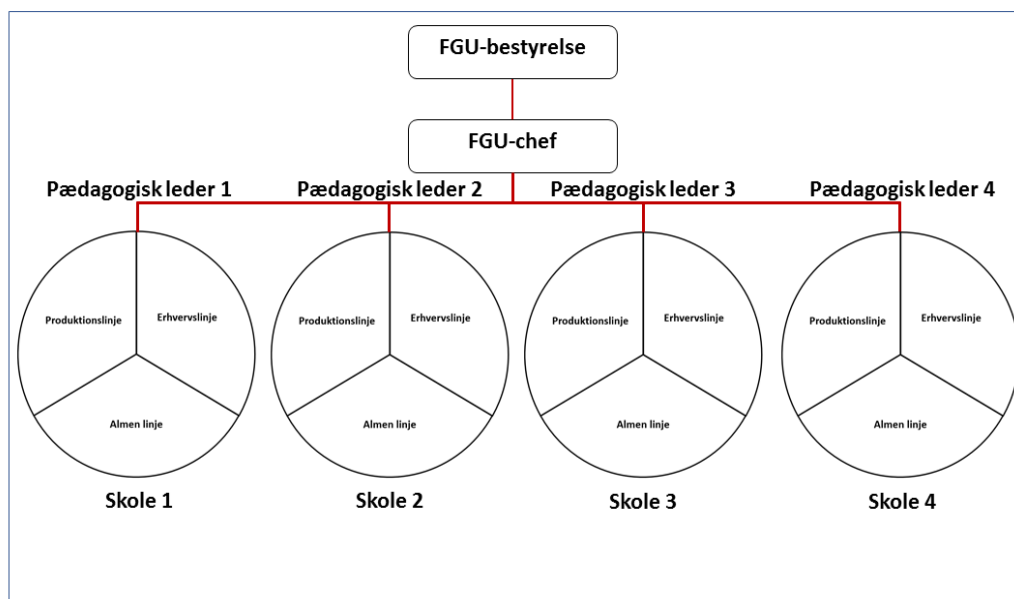 FGU-bestyrelse
FGU-chef
Pædagogisk leder 1
Pædagogisk leder 2
Pædagogisk leder 3
Pædagogisk leder 4
Produktionslinje
Erhvervslinje
Almen linje
Produktionslinje
Erhvervslinje
Almen linje
Produktionslinje
Erhvervslinje
Almen linje
Produktionslinje
Erhvervslinje
Almen linje
Skole 1
Skole 2
Skole 3
Skole 4